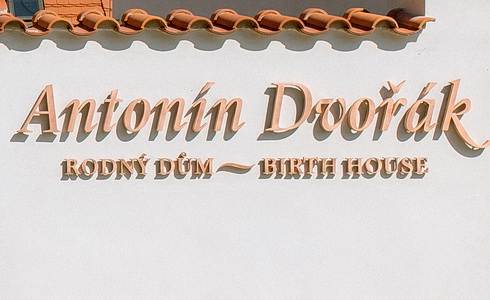 Antonín Dvořák
RODNÝ DŮM ~ BIRTH HOUSE